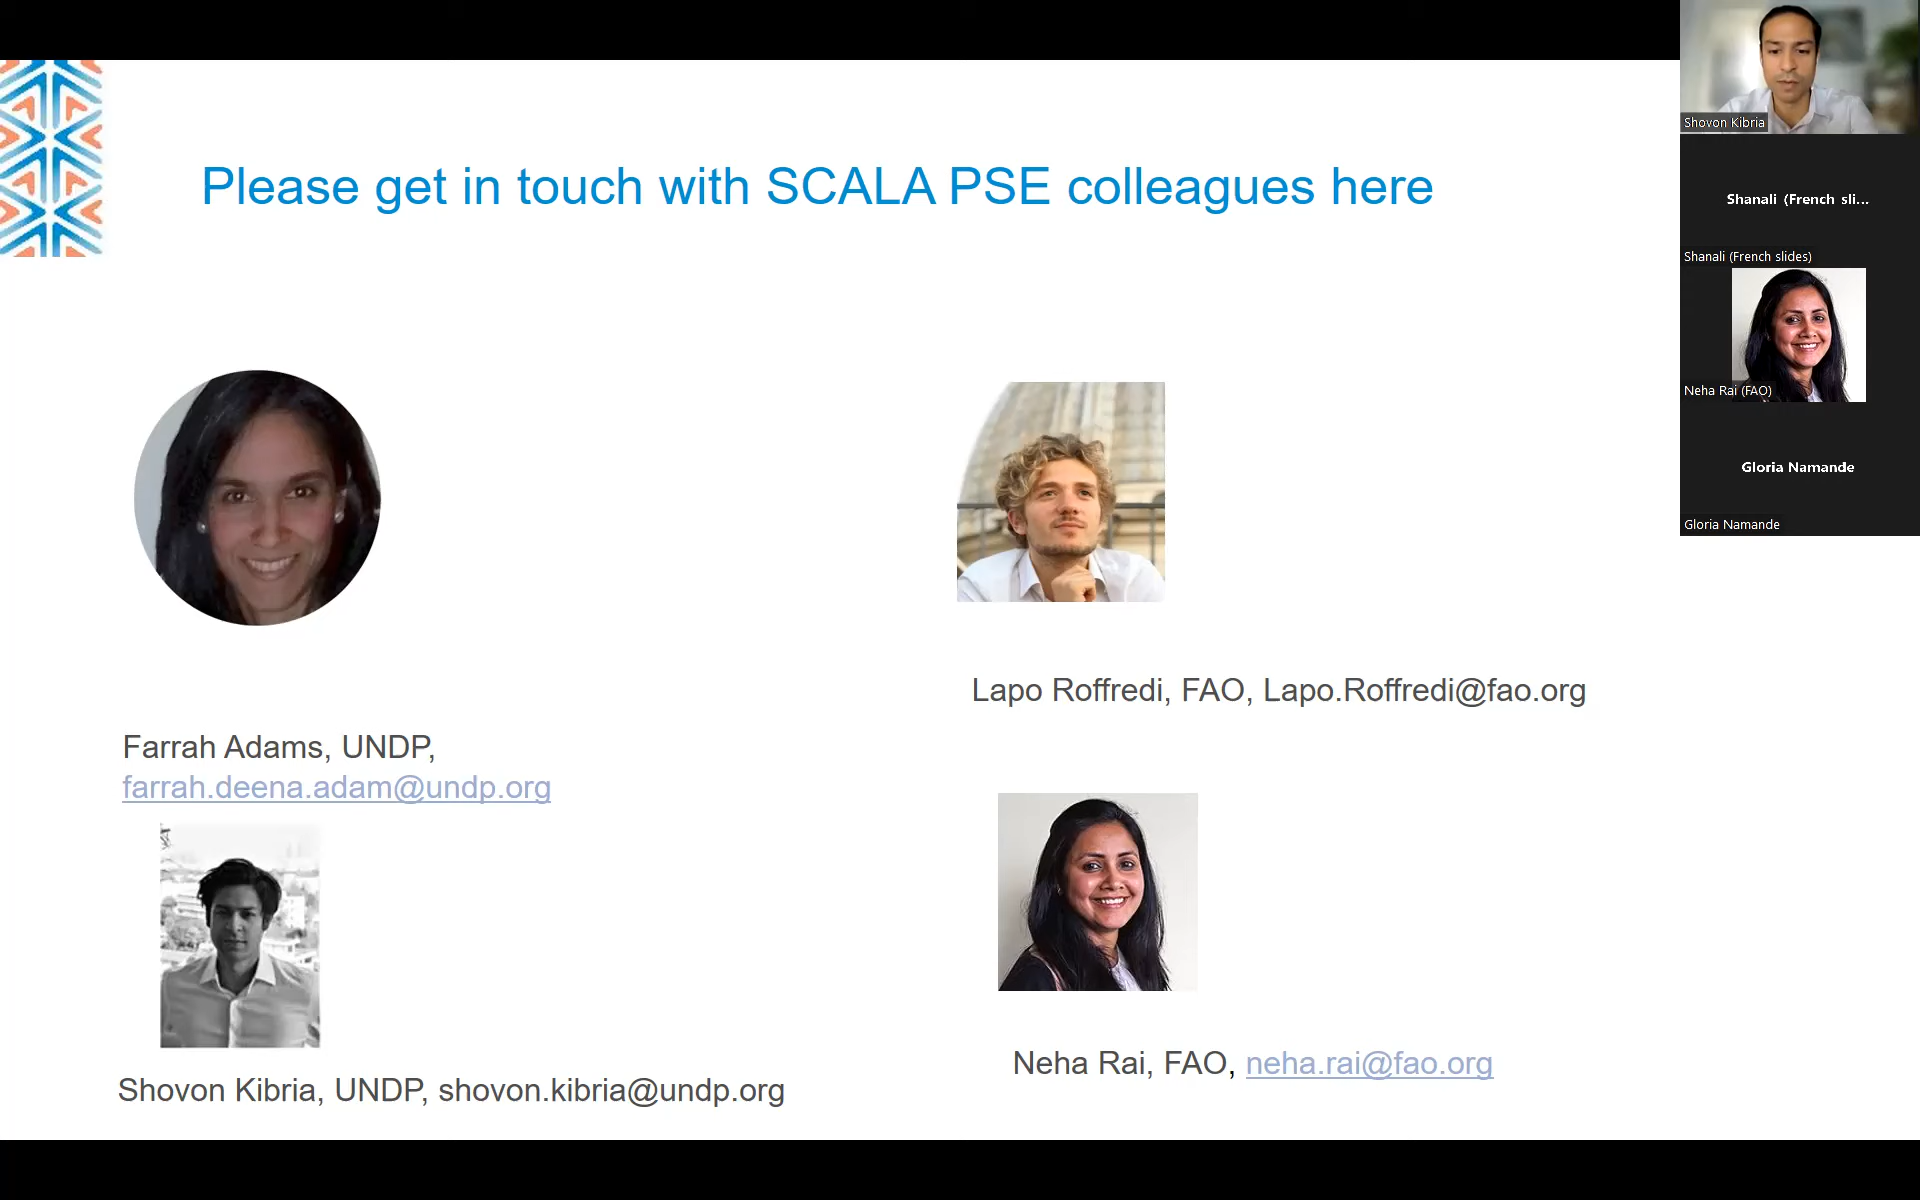 Please get in touch with SCALA PSE colleagues here
Farrah Adams, UNDP,
farrah.deena.adam@undp.org
Shovon Kibria, UNDP, shovon.kibria@undp.org
Lapo Roffredi, FAO, Lapo.Roffredi@fao.org
Neha Rai, FAO, neha.rai@fao.org
Shovon Kibria
Shanali (French sli...
Shanali (French slides)
Neha Rai (FAO)
Gloria Namande
Gloria Namande